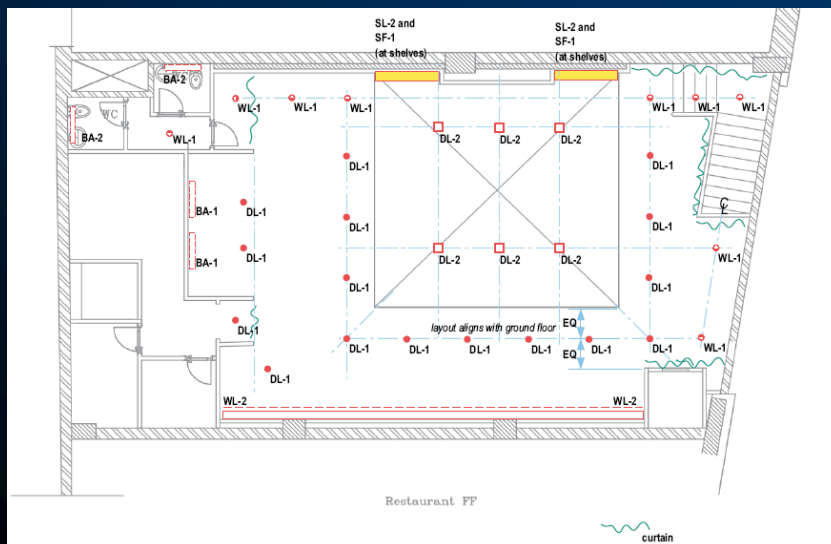 SL-2 and
SF-1
(at shelves)
SL-2 and
SF-1
(at shelves)
BA-2
WL-1
WL-1
WL-1
WL-1
WL-1
WL-1
WC
BA-2
WL-1
DL-2
DL-2
DL-2
DL-1
DL-1
BA-1
DL-1
DL-1
DL-1
℄
BA-1
DL-1
DL-2
DL-2
DL-2
WL-1
DL-1
DL-1
DL-1
layout aligns with ground floor
EQ
DL-1
DL-1
DL-1
DL-1
DL-1
DL-1
WL-1
EQ
DL-1
WL-2
WL-2
Restaurant FF
curtain